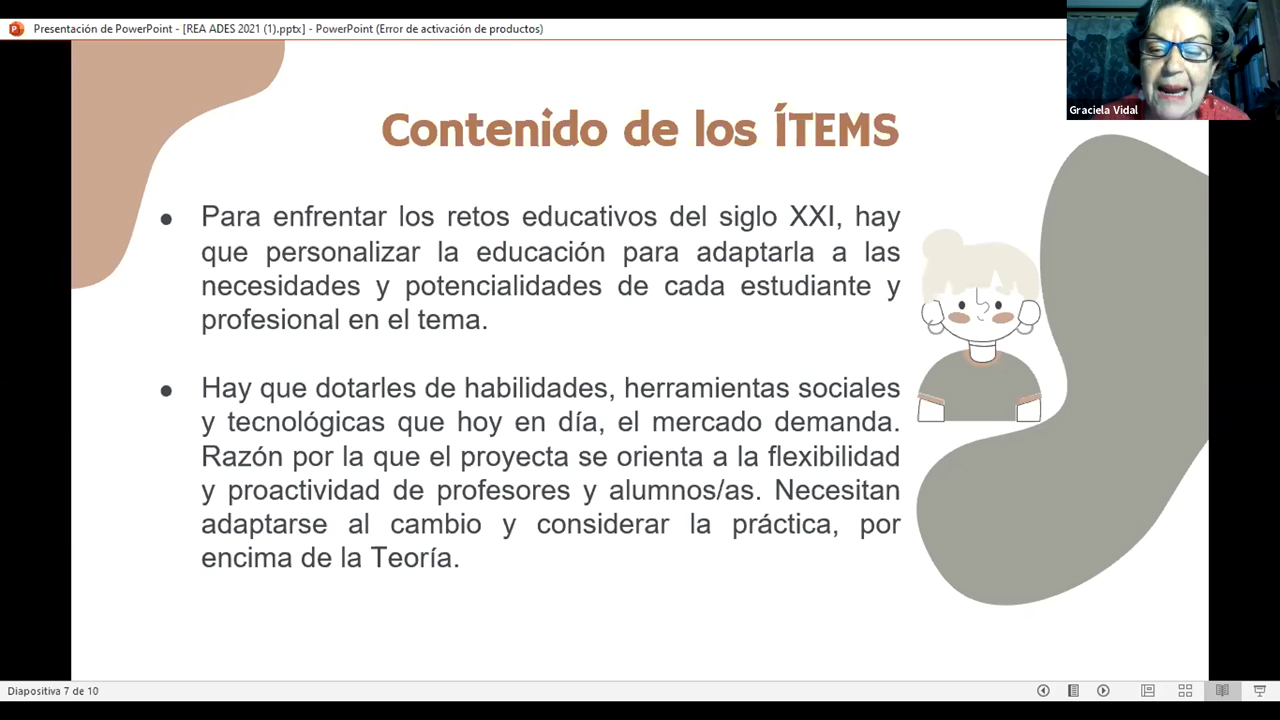 Presentación de PowerPoint - [REA ADES 2021 (1).pptx] - PowerPoint (Error de activación de productos)
Graciela Vidal
Contenido de los ÍTEMS
● Para enfrentar los retos educativos del siglo XXI, hay
que personalizar la educación para adaptarla a las
necesidades y potencialidades de cada estudiante y
profesional en el tema.
● Hay que dotarles de habilidades, herramientas sociales
y tecnológicas que hoy en día, el mercado demanda.
Razón por la que el proyecta se orienta a la flexibilidad
y proactividad de profesores y alumnos/as. Necesitan
adaptarse al cambio y considerar la práctica, por
encima de la Teoría.
Diapositiva 7 de 10